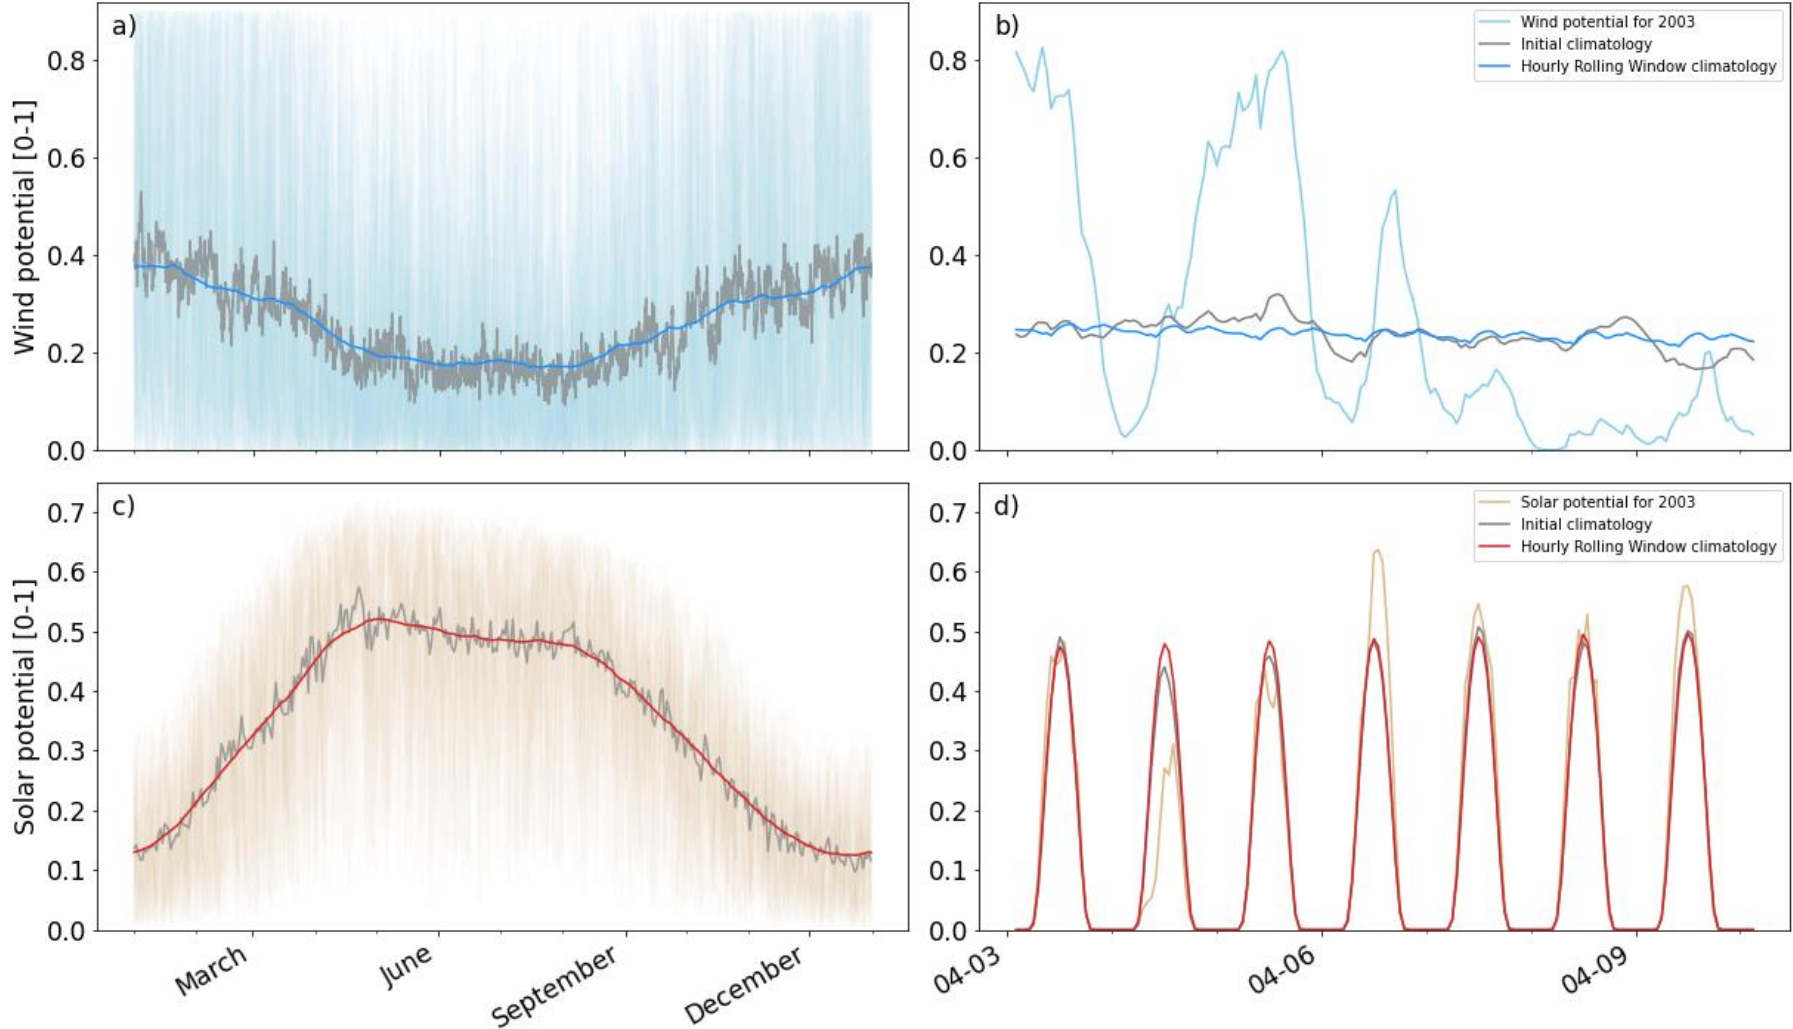 a)
0.8
0.6
0.4
0.2
0.0
Wind potential [0-1]
b)
0.8
0.6
0.4
0.2
0.0
Wind potential for 2003
Initial climatology
Hourly Rolling Window climatology
c)
0.7
0.6
0.5
0.4
0.3
0.2
0.1
0.0
Solar potential [0-1]
March
June
September
December
d)
0.7
0.6
0.5
0.4
0.3
0.2
0.1
0.0
Solar potential for 2003
Initial climatology
Hourly Rolling Window climatology
04-03
04-06
04-09